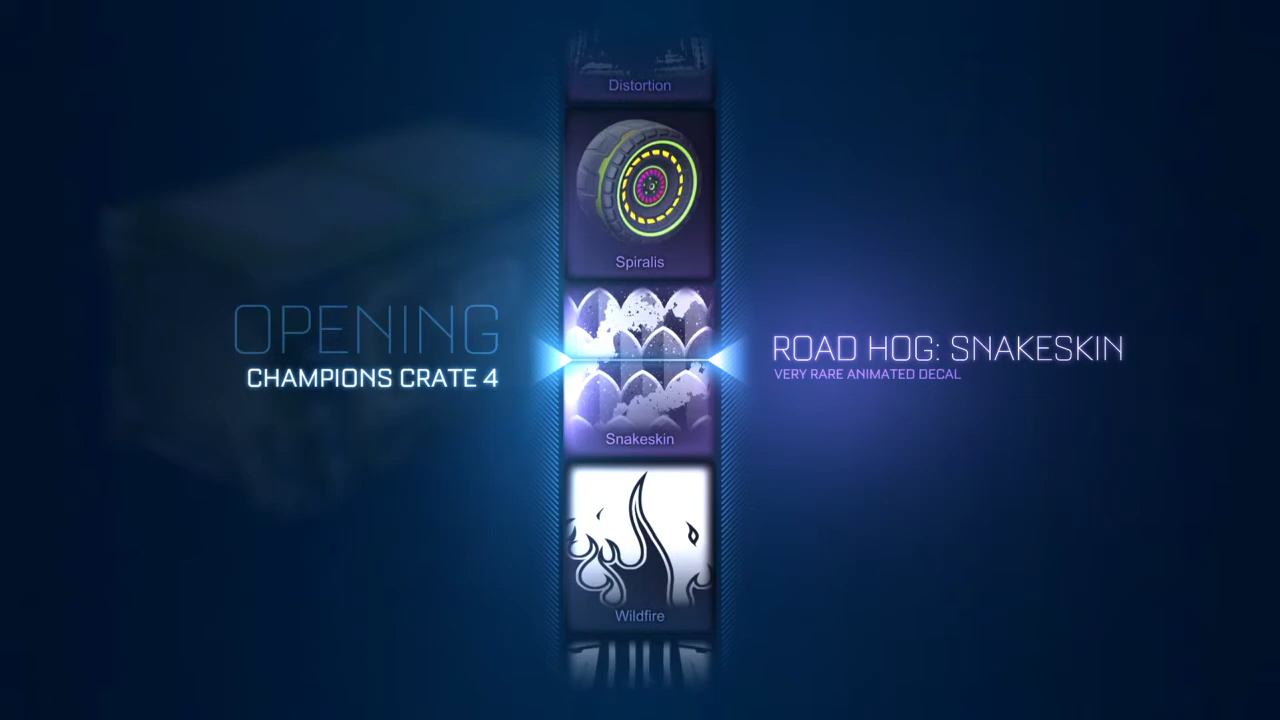 Distortion
Spiralis
OPENING
CHAMPIONS CRATE 4
ROAD HOG: SNAKESKIN
VERY RARE ANIMATED DECAL
Snakeskin
Wildfire